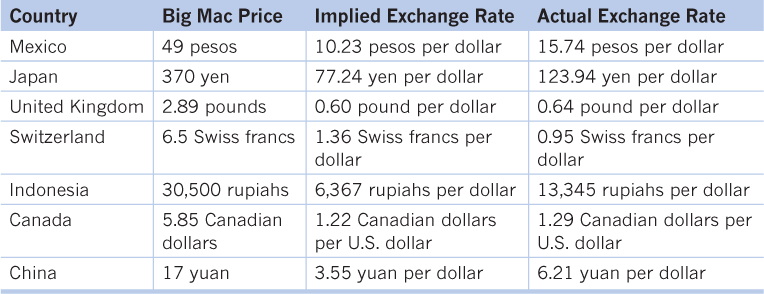 Country Big Mac Price Implied Exchange Rate Actual Exchange Rate
Mexico 49 pesos 10.23 pesos per dollar 15.74 pesos per dollar
Japan 370 yen 77.24 yen per dollar 123.94 yen per dollar
United Kingdom 2.89 pounds 0.60 pound per dollar 0.64 pound per dollar
Switzerland 6.5 Swiss francs 1.36 Swiss francs per 0.95 Swiss francs per
dollar dollar
Indonesia 30,500 rupiahs 6,367 rupiahs per dollar 13,345 rupiahs per dollar
Canada 5.85 Canadian 1.22 Canadian dollars 1.29 Canadian dollars per
dollars per U.S. dollar U.S. dollar
China 17 yuan 3.55 yuan per dollar 6.21 yuan per dollar